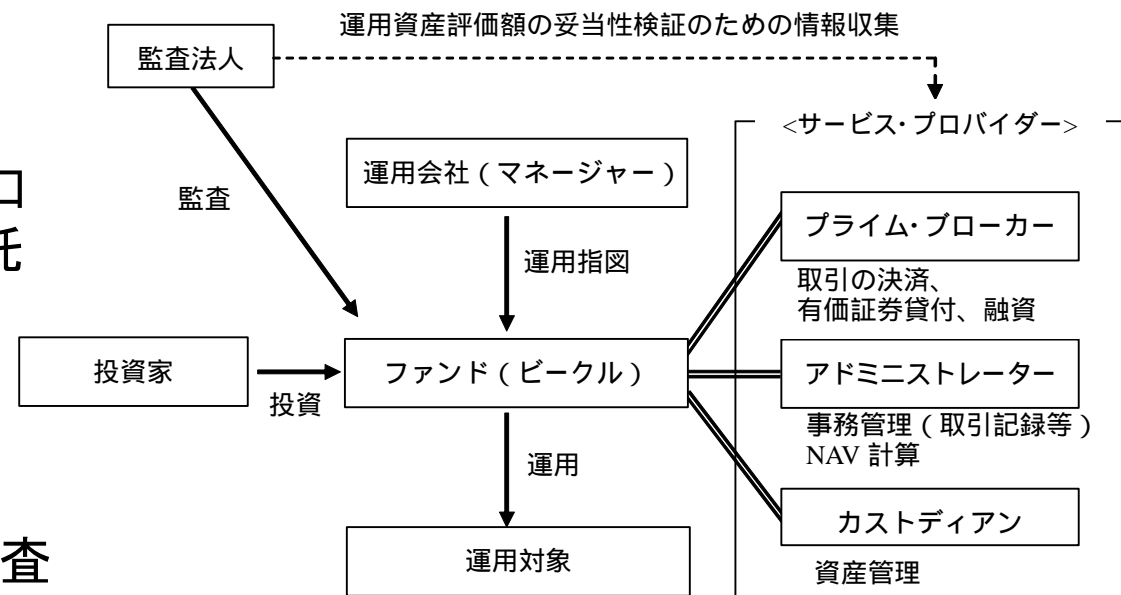 運用資産評価額の妥当性検証のための情報収集
監査法人
<サービス・プロバイダー>
運用会社(マネージャー)
監査
プライム・ブローカー
運用指図
取引の決済、
有価証券貸付、融資
投資家
ファンド(ビークル)
アドミニストレーター
投資
事務管理(取引記録等)
NAV 計算
運用
カストディアン
運用対象
資産管理
査